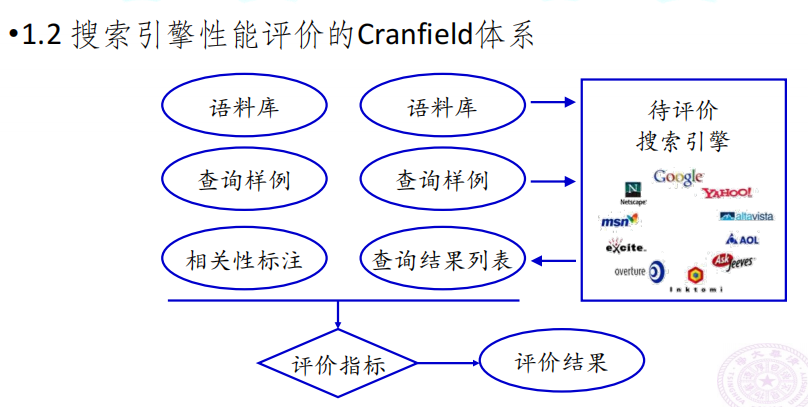 •1.2 搜索引擎性能评价的Cranfield体系
语料库
语料库
待评价
搜索引擎
查询样例
查询样例
Google
YAHOO!
N
Netscape
msn
altavista
excite
AOL
overture
Ask Jeeves
Inktomi
相关性标注
查询结果列表
评价指标
评价结果